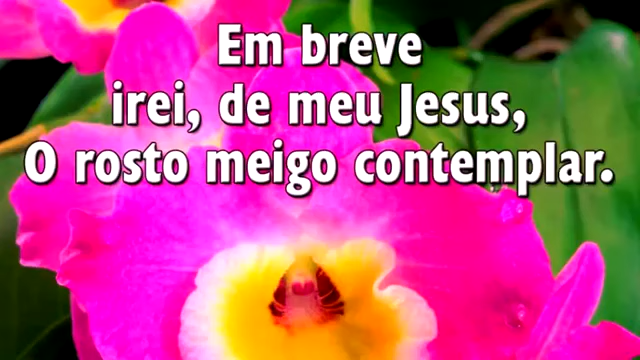 Em breve
irei, de meu Jesus,
O rosto meigo contemplar.